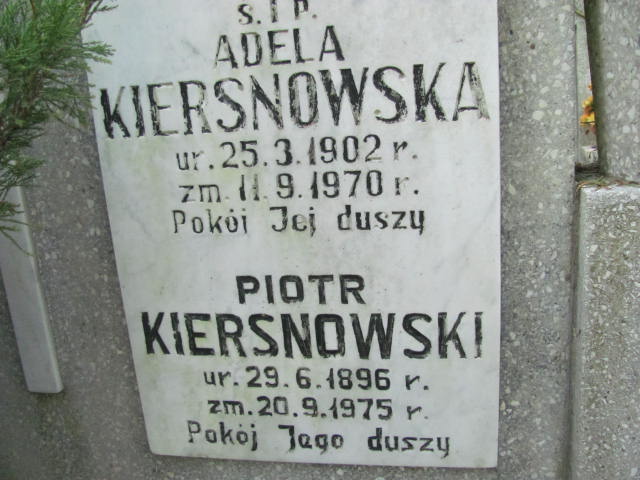 ś.†p.
ADELA
KIERSNOWSKA
ur. 25.3.1902 r.
zm. 11.9.1970 r.
Pokój Jej duszy
PIOTR
KIERSNOWSKI
ur. 29.6.1896 r.
zm. 20.9.1975 r.
Pokój Jego duszy